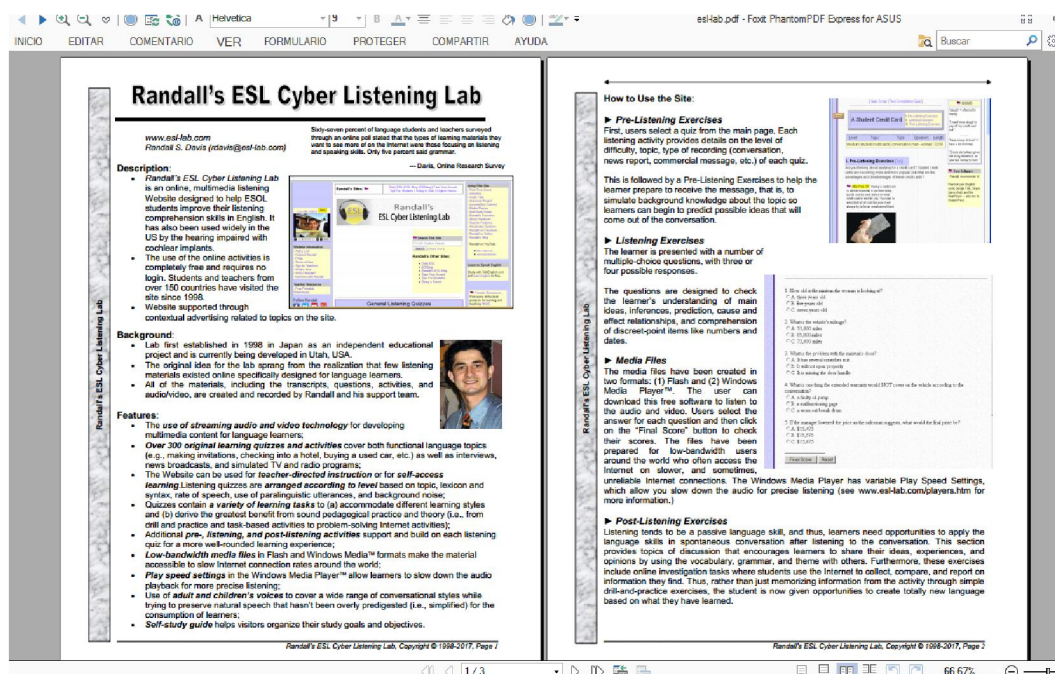 Helvetica 9 B A esl-lab.pdf - Foxit PhantomPDF Express for ASUS
INICIO EDITAR COMENTARIO VER FORMULARIO PROTEGER COMPARTIR AYUDA Buscar
Randall's ESL Cyber Listening Lab
www.esl-lab.com
Randall S. Davis (rdavis@esl-lab.com)
Sixty-seven percent of language students and teachers surveyed
through an online poll stated that the types of learning materials they
want to see more of on the Internet were those focusing on listening
and speaking skills. Only five percent said grammar.
--- Davis, Online Research Survey
Description:
• Randall's ESL Cyber Listening Lab
is an online, multimedia listening
Website designed to help ESOL
students improve their listening
comprehension skills in English. It
has also been used widely in the
US by the hearing impaired with
cochlear implants.
• The use of the online activities is
completely free and requires no
login. Students and teachers from
over 150 countries have visited the
site since 1998.
• Website supported through
contextual advertising related to topics on the site.
Randall's
ESL Cyber Listening Lab
General Listening Quizzes
Background:
• Lab first established in 1998 in Japan as an independent educational
project and is currently being developed in Utah, USA.
• The original idea for the lab sprang from the realization that few listening
materials existed online specifically designed for language learners.
• All of the materials, including the transcripts, questions, activities, and
audio/video, are created and recorded by Randall and his support team.
Features:
• The use of streaming audio and video technology for developing
multimedia content for language learners;
• Over 300 original learning quizzes and activities cover both functional language topics
(e.g., making invitations, checking into a hotel, buying a used car, etc.) as well as interviews,
news broadcasts, and simulated TV and radio programs;
• The Website can be used for teacher-directed instruction or for self-access
learning.Listening quizzes are arranged according to level based on topic, lexicon and
syntax, rate of speech, use of paralinguistic utterances, and background noise;
• Quizzes contain a variety of learning tasks to (a) accommodate different learning styles
and (b) derive the greatest benefit from sound pedagogical practice and theory (i.e., from
drill and practice and task-based activities to problem-solving Internet activities);
• Additional pre-, listening, and post-listening activities support and build on each listening
quiz for a more well-rounded learning experience;
• Low-bandwidth media files in Flash and Windows Media™ formats make the material
accessible to slow Internet connection rates around the world;
• Play speed settings in the Windows Media Player™ allow learners to slow down the audio
playback for more precise listening;
• Use of adult and children's voices to cover a wide range of conversational styles while
trying to preserve natural speech that hasn't been overly predigested (i.e., simplified) for the
consumption of learners;
• Self-study guide helps visitors organize their study goals and objectives.
Randall's ESL Cyber Listening Lab
Randall's ESL Cyber Listening Lab, Copyright © 1998-2017, Page 1
How to Use the Site:
► Pre-Listening Exercises
First, users select a quiz from the main page. Each
listening activity provides details on the level of
difficulty, topic, type of recording (conversation,
news report, commercial message, etc.) of each quiz.
This is followed by a Pre-Listening Exercises to help the
learner prepare to receive the message, that is, to
simulate background knowledge about the topic so
learners can begin to predict possible ideas that will
come out of the conversation.
A Student Credit Card
I. Pre-Listening Exercises
► Listening Exercises
The learner is presented with a number of
multiple-choice questions, with three or
four possible responses.
The questions are designed to check
the learner's understanding of main
ideas, inferences, prediction, cause and
effect relationships, and comprehension
of discreet-point items like numbers and
dates.
► Media Files
The media files have been created in
two formats: (1) Flash and (2) Windows
Media Player™. The user can
download this free software to listen to
the audio and video. Users select the
answer for each question and then click
on the "Final Score" button to check
their scores. The files have been
prepared for low-bandwidth users
around the world who often access the
Internet on slower, and sometimes,
unreliable Internet connections. The Windows Media Player has variable Play Speed Settings,
which allow you slow down the audio for precise listening (see www.esl-lab.com/players.htm for
more information.)
► Post-Listening Exercises
Listening tends to be a passive language skill, and thus, learners need opportunities to apply the
language skills in spontaneous conversation after listening to the conversation. This section
provides topics of discussion that encourages learners to share their ideas, experiences, and
opinions by using the vocabulary, grammar, and theme with others. Furthermore, these exercises
include online investigation tasks where students use the Internet to collect, compare, and report on
information they find. Thus, rather than just memorizing information from the activity through simple
drill-and-practice exercises, the student is now given opportunities to create totally new language
based on what they have learned.
Randall's ESL Cyber Listening Lab
Randall's ESL Cyber Listening Lab, Copyright © 1998-2017, Page 2
1 / 3 66.67%